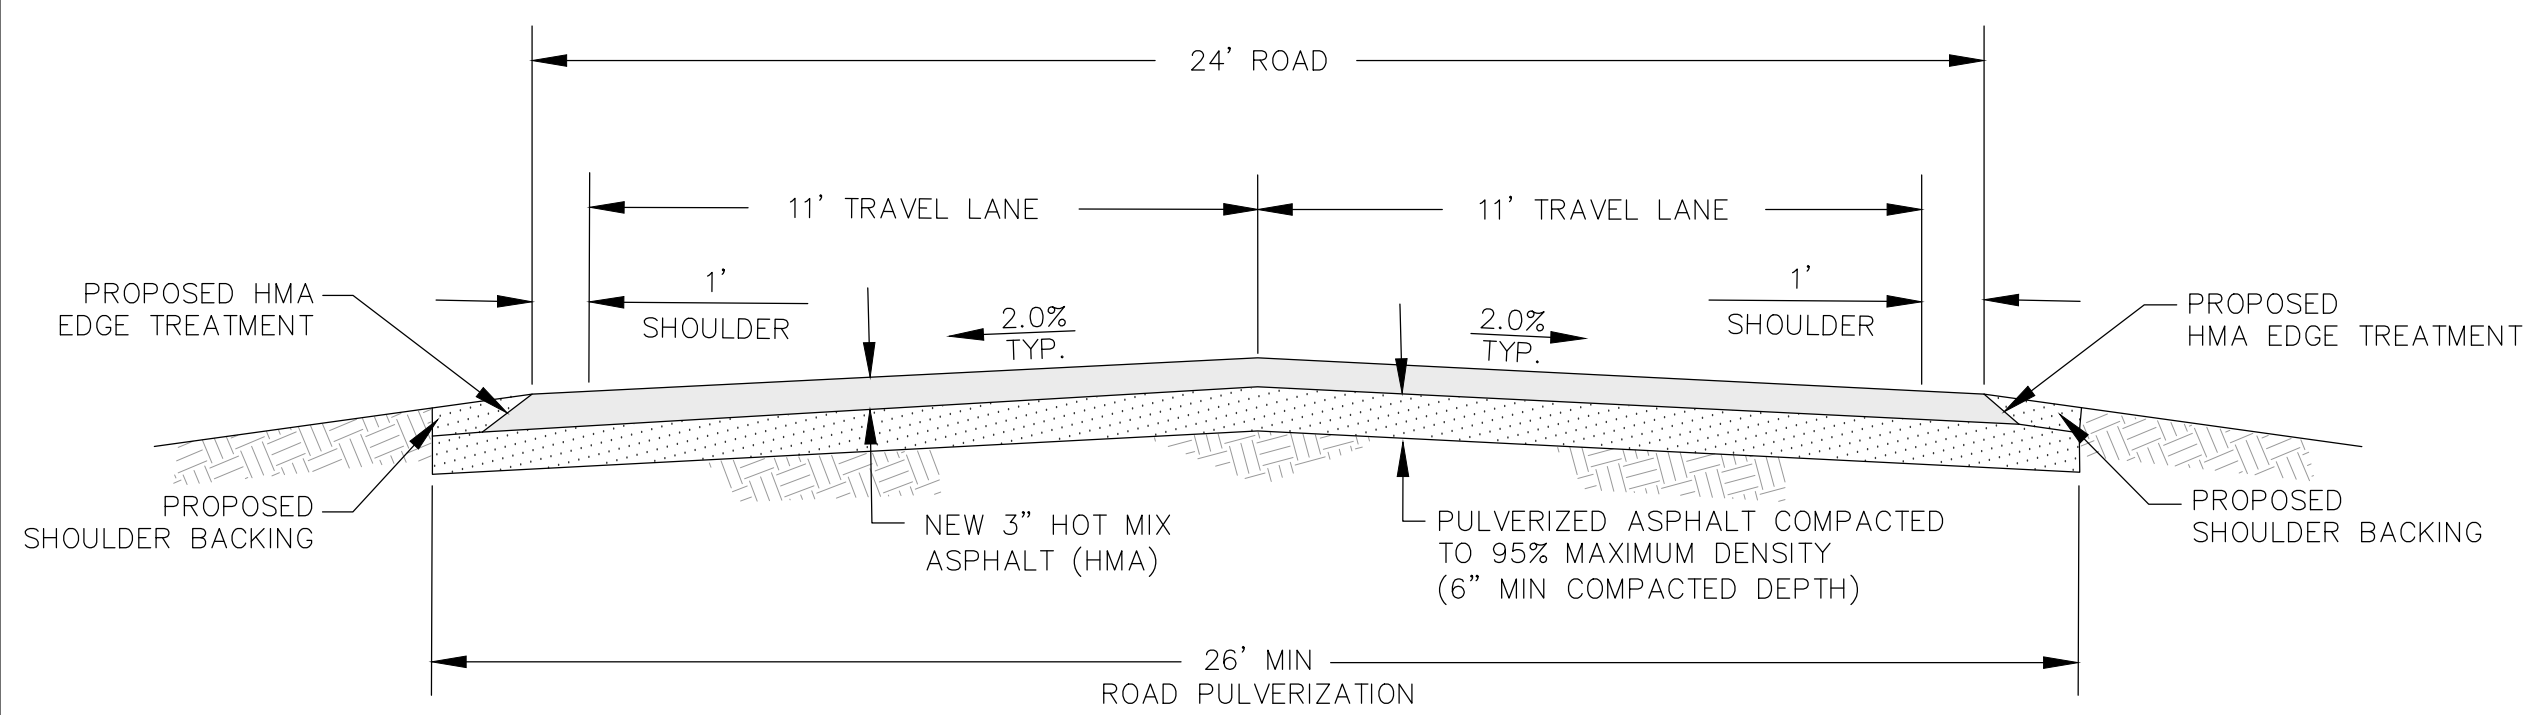 24' ROAD
11' TRAVEL LANE
11' TRAVEL LANE
1'
SHOULDER
1'
SHOULDER
PROPOSED HMA
EDGE TREATMENT
2.0%
TYP.
2.0%
TYP.
PROPOSED
HMA EDGE TREATMENT
PROPOSED
SHOULDER BACKING
NEW 3" HOT MIX
ASPHALT (HMA)
PULVERIZED ASPHALT COMPACTED
TO 95% MAXIMUM DENSITY
(6" MIN COMPACTED DEPTH)
PROPOSED
SHOULDER BACKING
26' MIN
ROAD PULVERIZATION